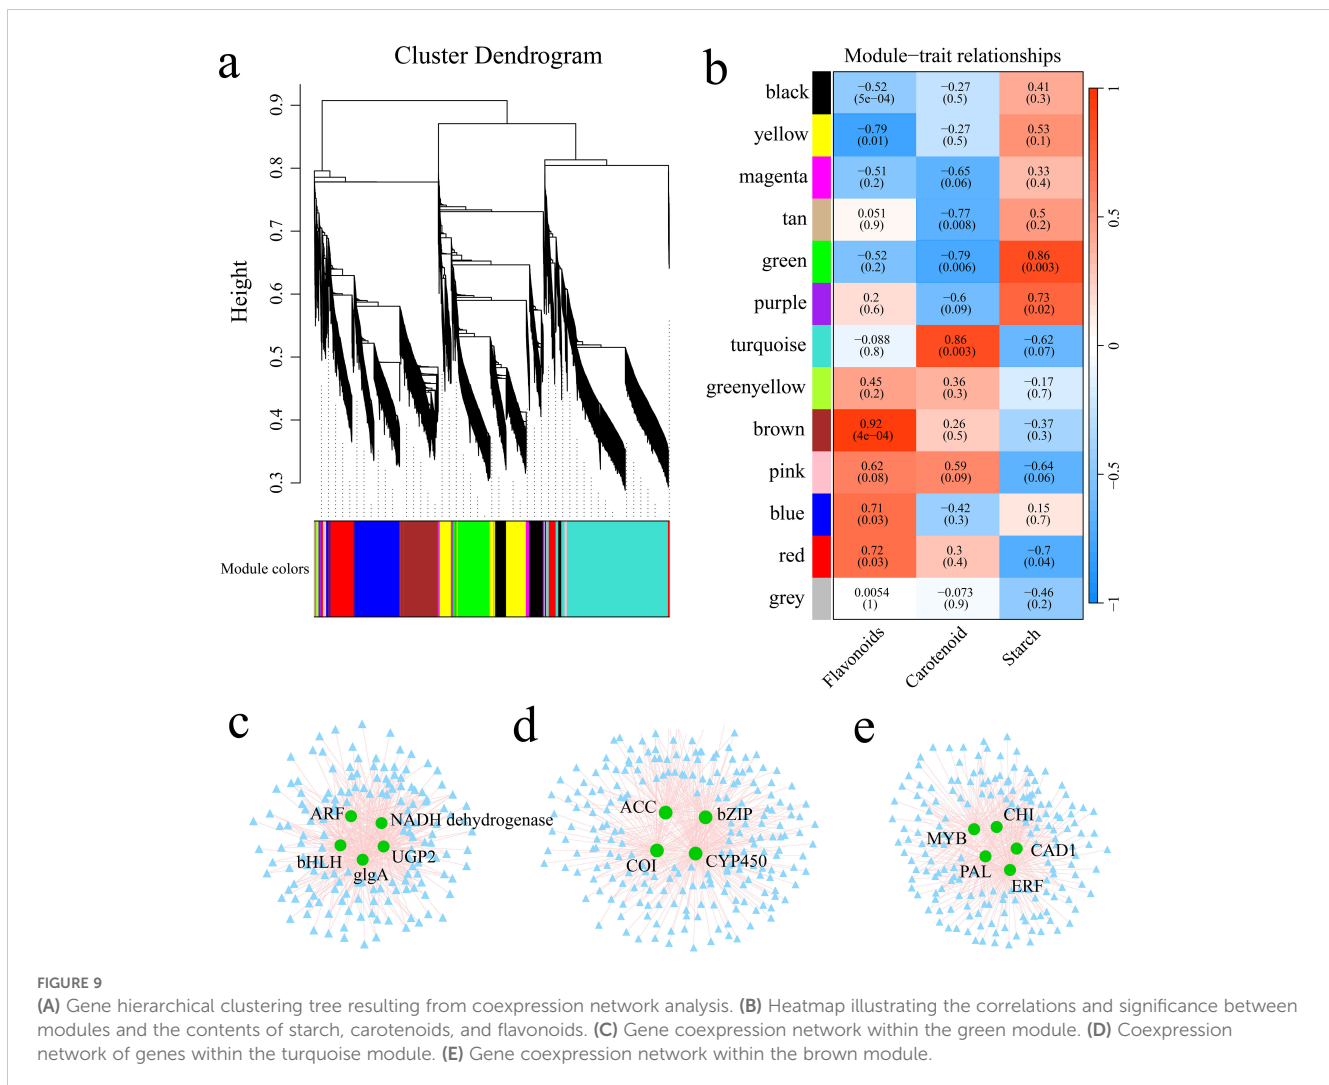 a
Cluster Dendrogram
Height
0.9
0.8
0.7
0.6
0.5
0.4
0.3
Module colors
b
Module−trait relationships
black
−0.52 −0.27 0.41
(5e−04) (0.5) (0.3)
yellow
−0.79 −0.27 0.53
(0.01) (0.5) (0.1)
magenta
−0.51 −0.65 0.33
(0.2) (0.06) (0.4)
tan
0.051 −0.77 0.5
(0.9) (0.008) (0.2)
green
−0.52 −0.79 0.86
(0.2) (0.006) (0.003)
purple
0.2 −0.6 0.73
(0.6) (0.09) (0.02)
turquoise
−0.088 0.86 −0.62
(0.8) (0.003) (0.07)
greenyellow
0.45 0.36 −0.17
(0.2) (0.3) (0.7)
brown
0.92 0.26 −0.37
(4e−04) (0.5) (0.3)
pink
0.62 0.59 −0.64
(0.08) (0.09) (0.06)
blue
0.71 −0.42 0.15
(0.03) (0.3) (0.7)
red
0.72 0.3 −0.7
(0.03) (0.4) (0.04)
grey
0.0054 −0.073 −0.46
(1) (0.9) (0.2)
Flavonoids
Carotenoid
Starch
1
0.5
0
−0.5
−1
c
ARF
NADH dehydrogenase
bHLH
UGP2
glgA
d
ACC
bZIP
COI
CYP450
e
CHI
MYB
CAD1
PAL
ERF
FIGURE 9
(A) Gene hierarchical clustering tree resulting from coexpression network analysis. (B) Heatmap illustrating the correlations and significance between
modules and the contents of starch, carotenoids, and flavonoids. (C) Gene coexpression network within the green module. (D) Coexpression
network of genes within the turquoise module. (E) Gene coexpression network within the brown module.